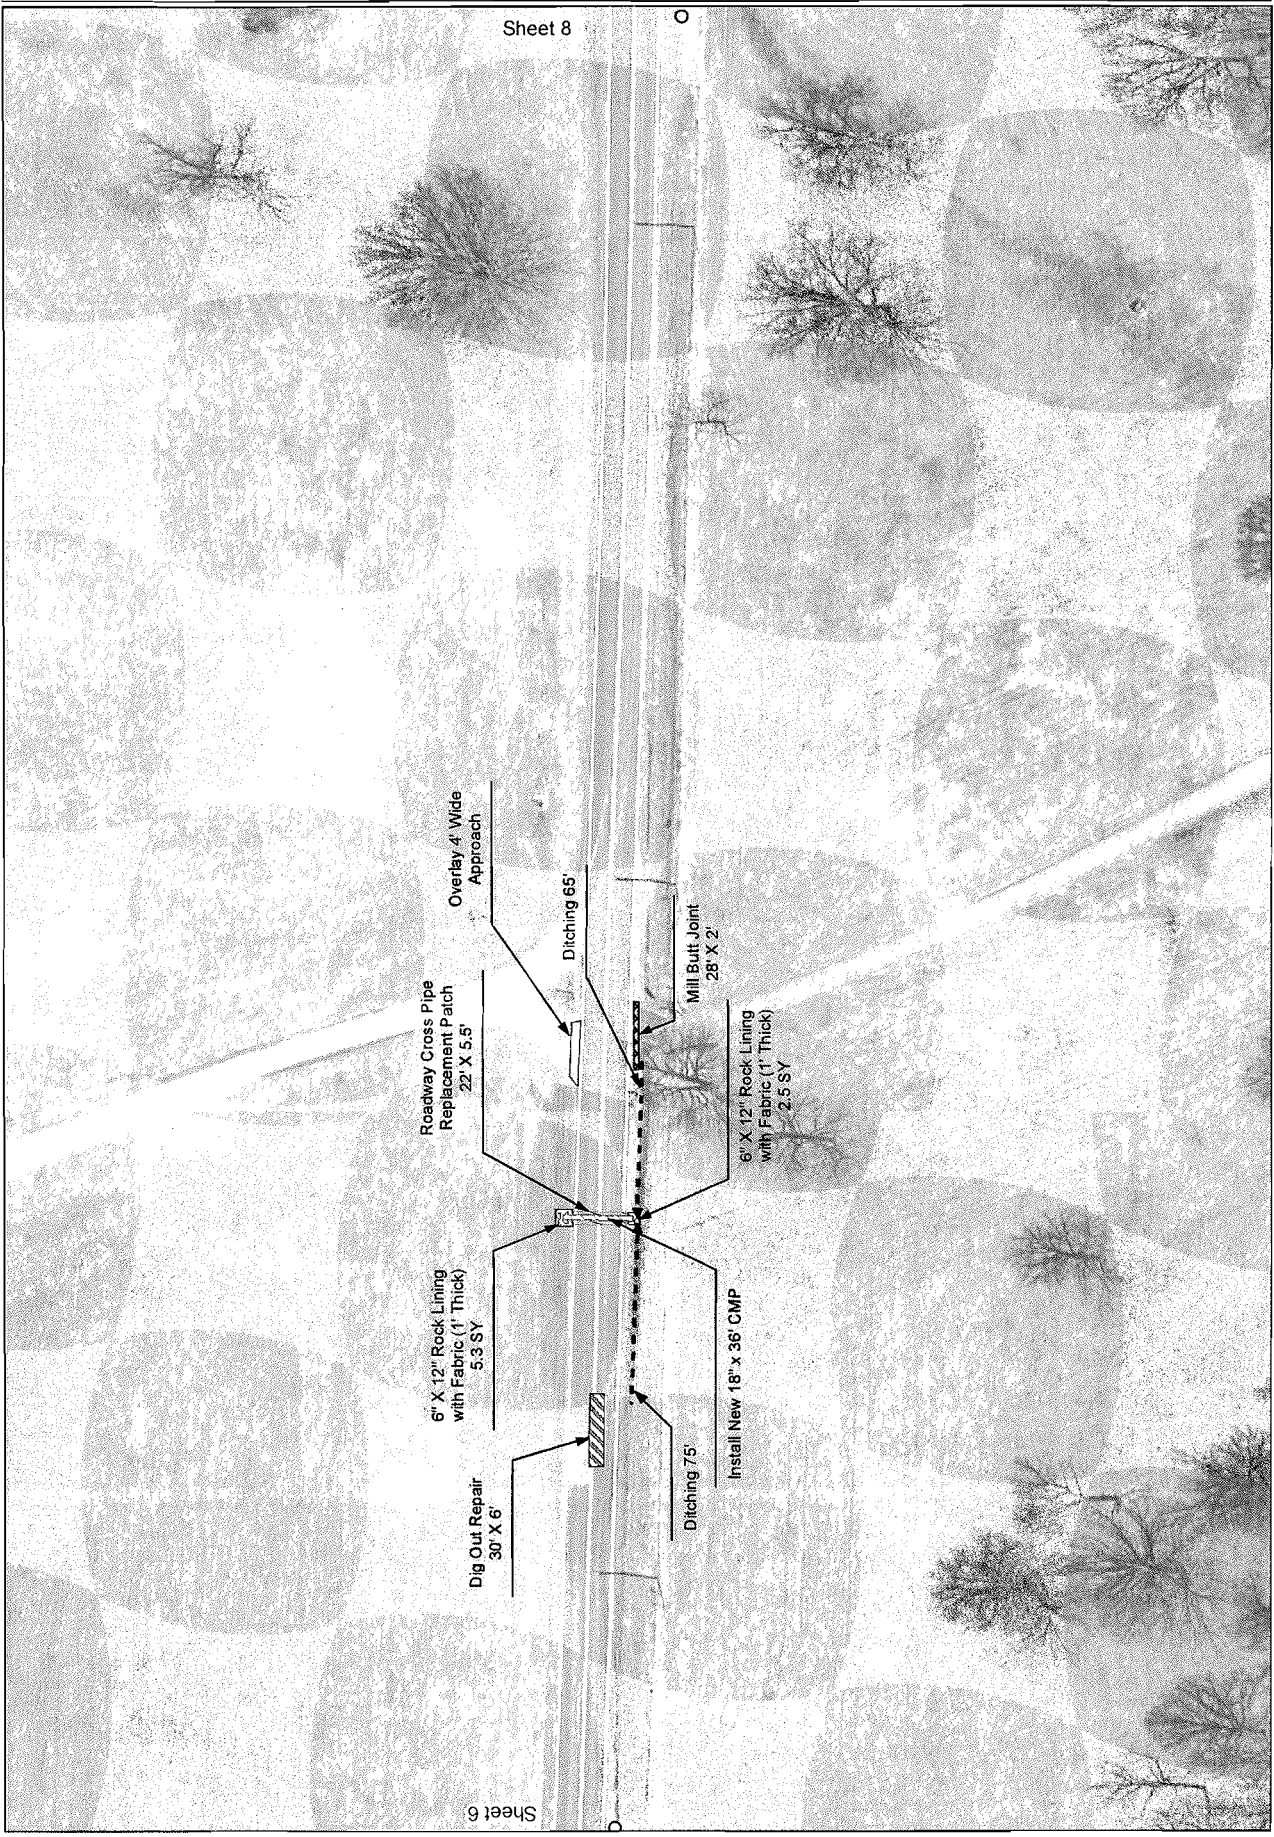 Sheet 8
Overlay 4' Wide
Approach
Ditching 65'
Mill Butt Joint
28' X 2'
Roadway Cross Pipe
Replacement Patch
22' X 5.5'
6" X 12" Rock Lining
with Fabric (1' Thick)
2.5 SY
6" X 12" Rock Lining
with Fabric (1' Thick)
5.3 SY
Install New 18" x 36' CMP
Dig Out Repair
30' X 6'
Ditching 75'
Sheet 6